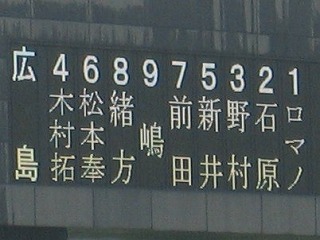 広島
4 木村拓
6 松本奉
8 緒方
9 嶋
7 前田
5 新井
3 野村
2 石原
1 ロマノ